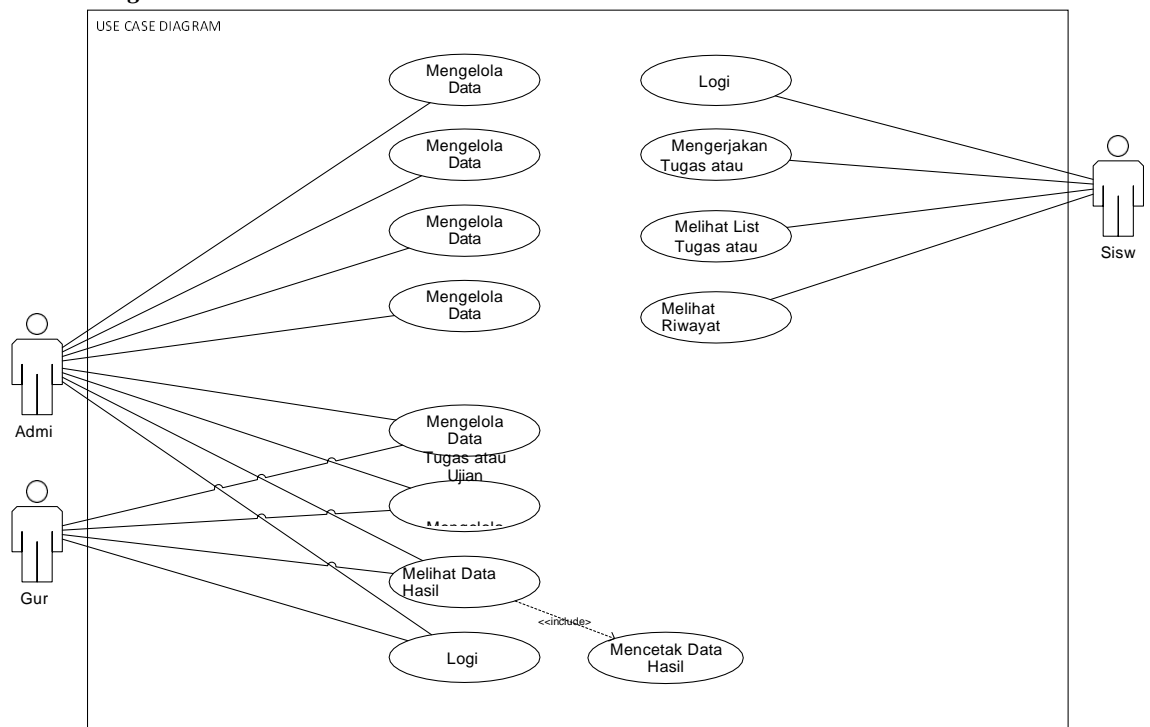 USE CASE DIAGRAM
Mengelola
Data
Mengelola
Data
Mengelola
Data
Mengelola
Data
Admi
Mengelola
Data
Tugas atau
Ujian
Mengelola
Gur
Melihat Data
Hasil
<<include>
Logi
Mencetak Data
Hasil
Logi
Mengerjakan
Tugas atau
Melihat List
Tugas atau
Melihat
Riwayat
Sisw